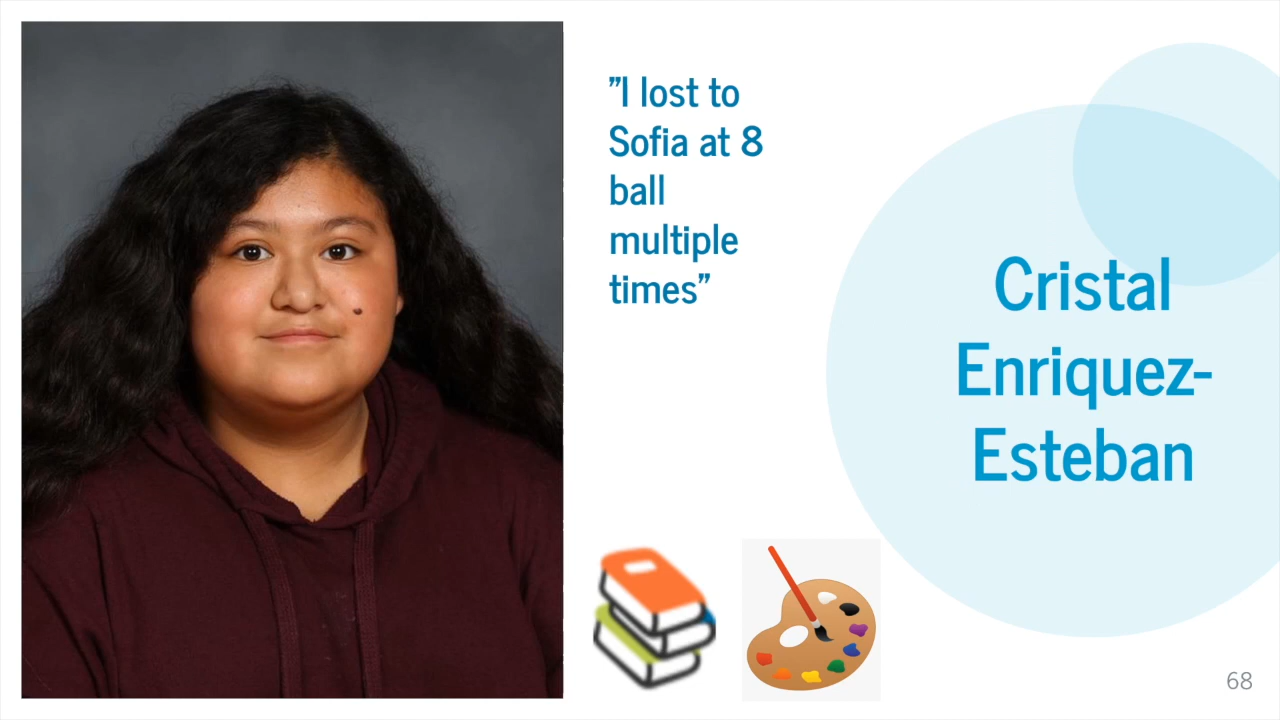 ”I lost to
Sofia at 8
ball
multiple
times”
Cristal
Enriquez-
Esteban
68